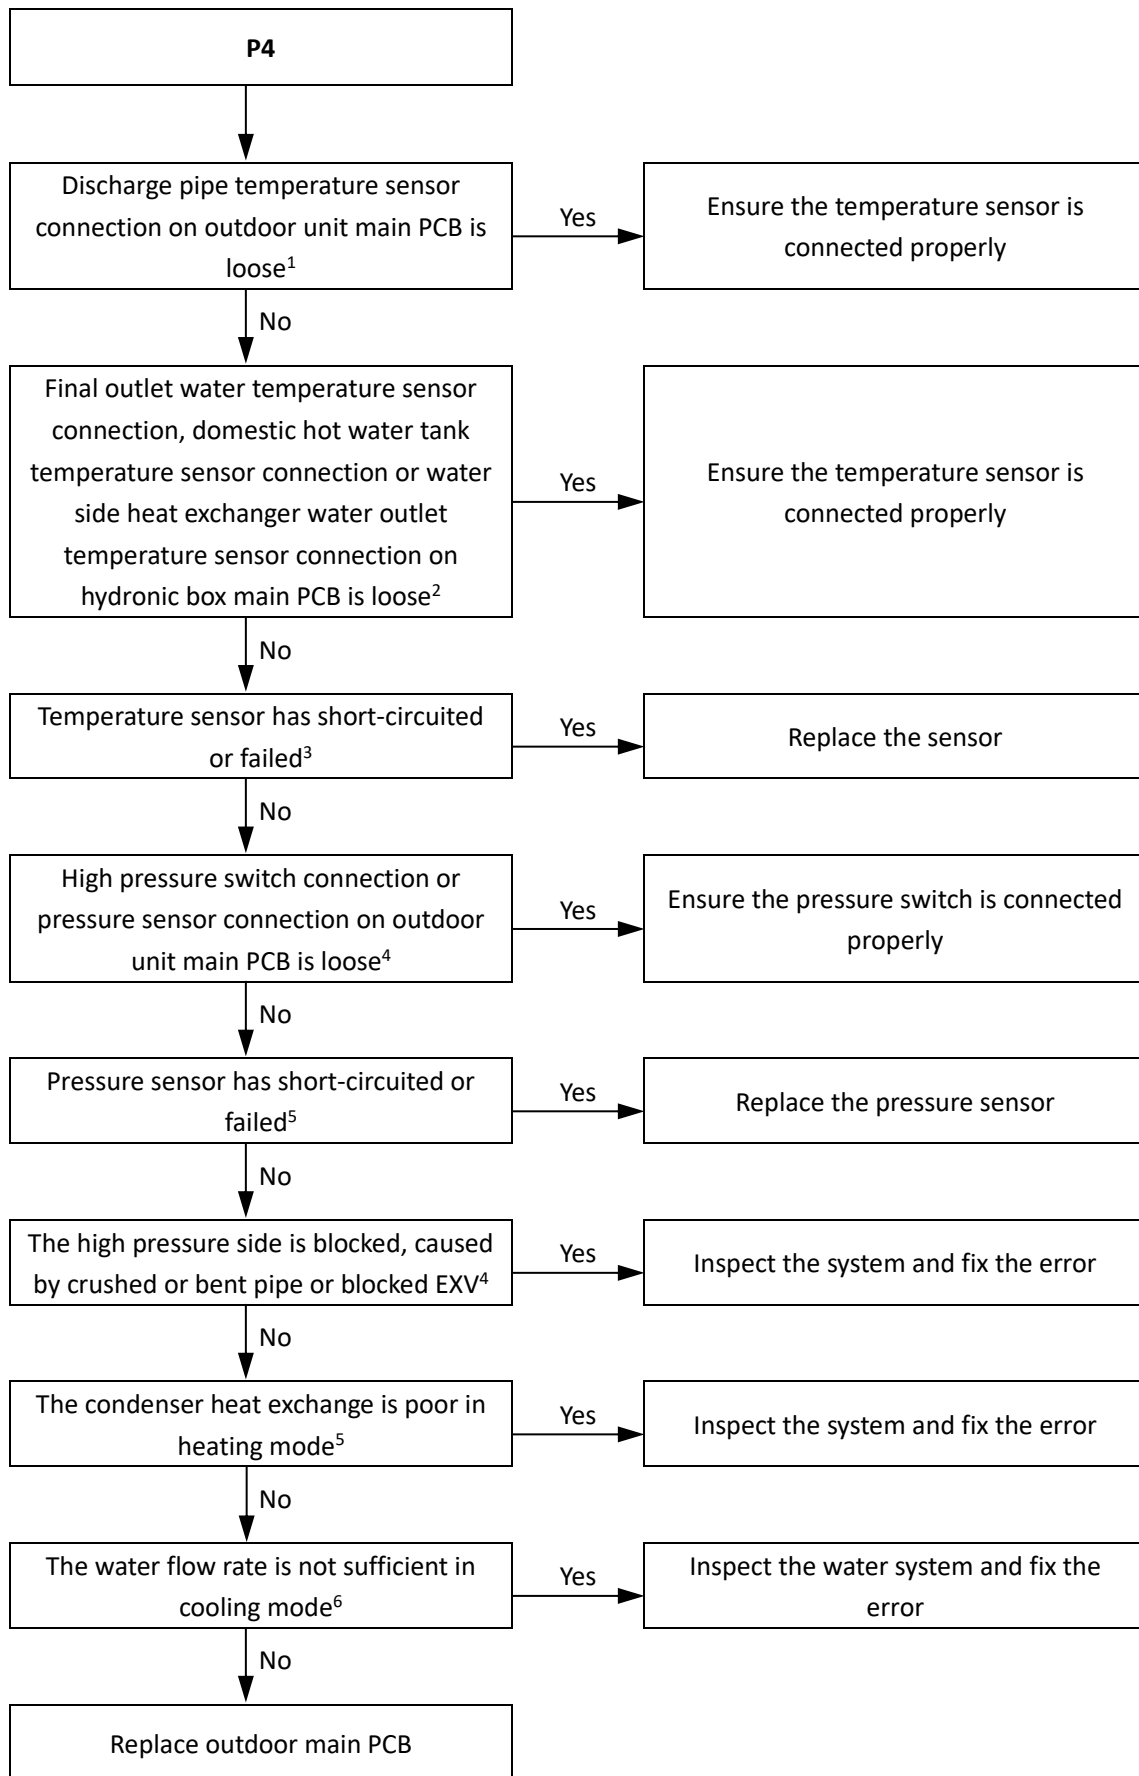 P4
Discharge pipe temperature sensor
connection on outdoor unit main PCB is
loose¹
Yes
Ensure the temperature sensor is
connected properly
No
Final outlet water temperature sensor
connection, domestic hot water tank
temperature sensor connection or water
side heat exchanger water outlet
temperature sensor connection on
hydronic box main PCB is loose²
Yes
Ensure the temperature sensor is
connected properly
No
Temperature sensor has short-circuited
or failed³
Yes
Replace the sensor
No
High pressure switch connection or
pressure sensor connection on outdoor
unit main PCB is loose⁴
Yes
Ensure the pressure switch is connected
properly
No
Pressure sensor has short-circuited or
failed⁵
Yes
Replace the pressure sensor
No
The high pressure side is blocked, caused
by crushed or bent pipe or blocked EXV⁴
Yes
Inspect the system and fix the error
No
The condenser heat exchange is poor in
heating mode⁵
Yes
Inspect the system and fix the error
No
The water flow rate is not sufficient in
cooling mode⁶
Yes
Inspect the water system and fix the
error
No
Replace outdoor main PCB